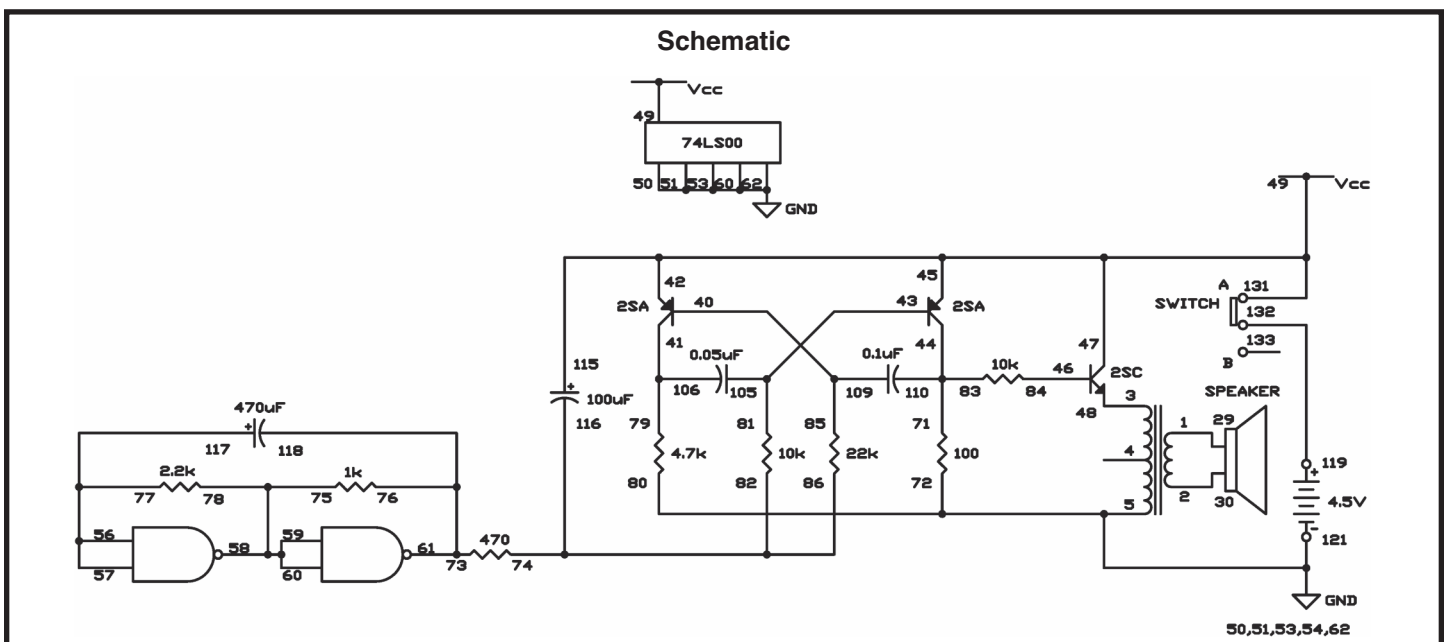 Schematic
Vcc
49
74LS00
50 51 53 60 62
GND
49 Vcc
42 45
2SA 40 43 2SA
41 44
A 131
SWITCH 132
133
B
0.05uF 0.1uF
106 105 109 110
115
100uF
116
10k
83 84
46 47
2SC
48
SPEAKER
3 1 29
4
5 2 30
79 81 85 71
4.7k 10k 22k 100
80 82 86 72
119
+
4.5V
-
121
470uF
+
117 118
2.2k 1k
77 78 75 76
56 58 59 61
57 60
470
73 74
GND
50,51,53,54,62